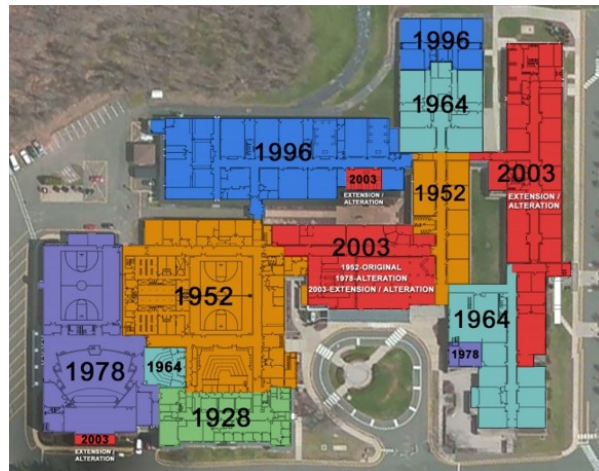 1996
1964
1996
2003
EXTENSION /
ALTERATION
1952
2003
EXTENSION /
ALTERATION
2003
1952-ORIGINAL
1978-ALTERATION
2003-EXTENSION / ALTERATION
1952
1964
1978
1978
1964
1928
2003
EXTENSION /
ALTERATION